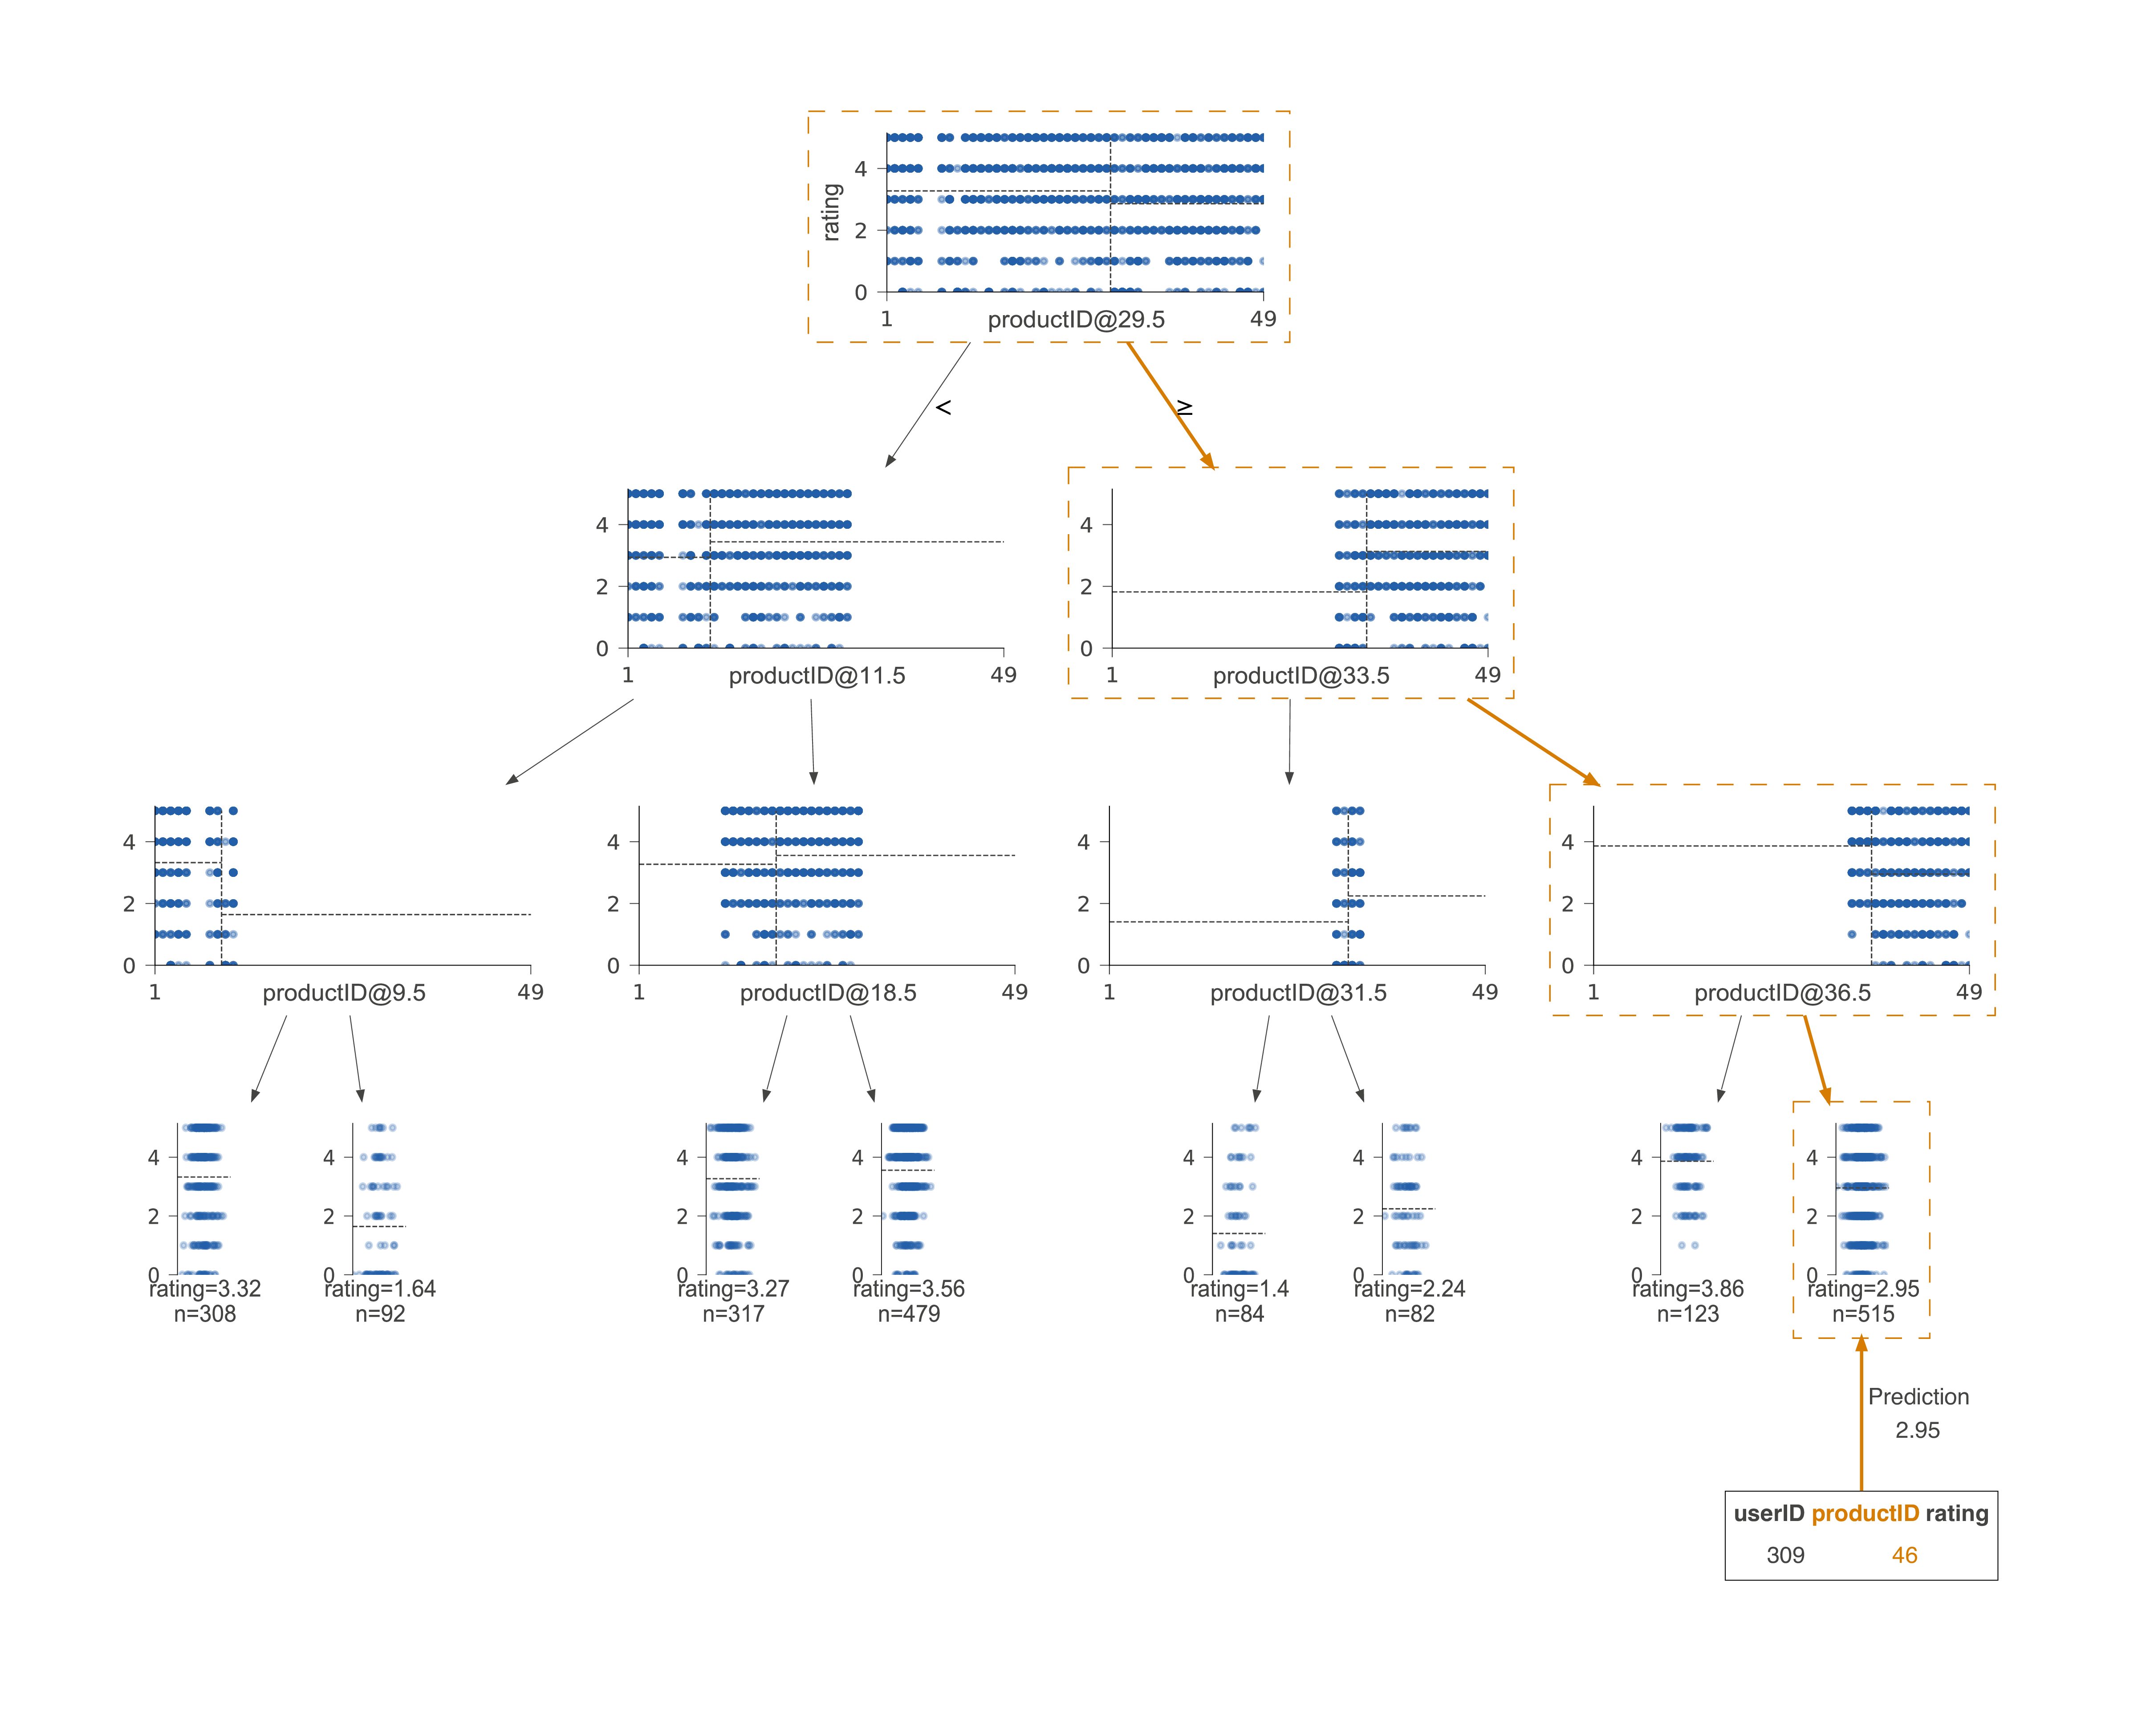 rating
4
2
0
1 productID@29.5 49
< ≥
4
2
0
1 productID@11.5 49
4
2
0
1 productID@33.5 49
4
2
0
1 productID@9.5 49
4
2
0
1 productID@18.5 49
4
2
0
1 productID@31.5 49
4
2
0
1 productID@36.5 49
4
2
0
rating=3.32
n=308
4
2
0
rating=1.64
n=92
4
2
0
rating=3.27
n=317
4
2
0
rating=3.56
n=479
4
2
0
rating=1.4
n=84
4
2
0
rating=2.24
n=82
4
2
0
rating=3.86
n=123
4
2
0
rating=2.95
n=515
Prediction
2.95
userID productID rating
309 46